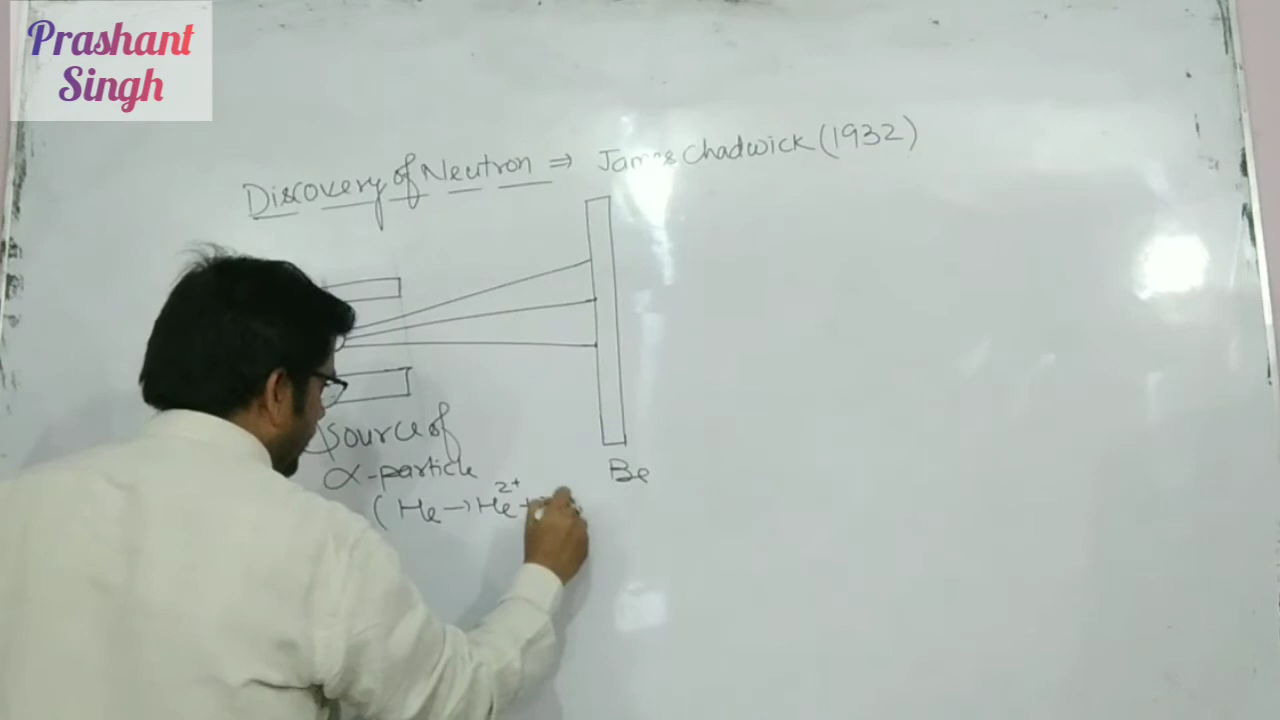 Prashant
Singh
Discovery of Neutron ⇒ James Chadwick (1932)
Source of
α-particle
Be
(He → He²⁺ +